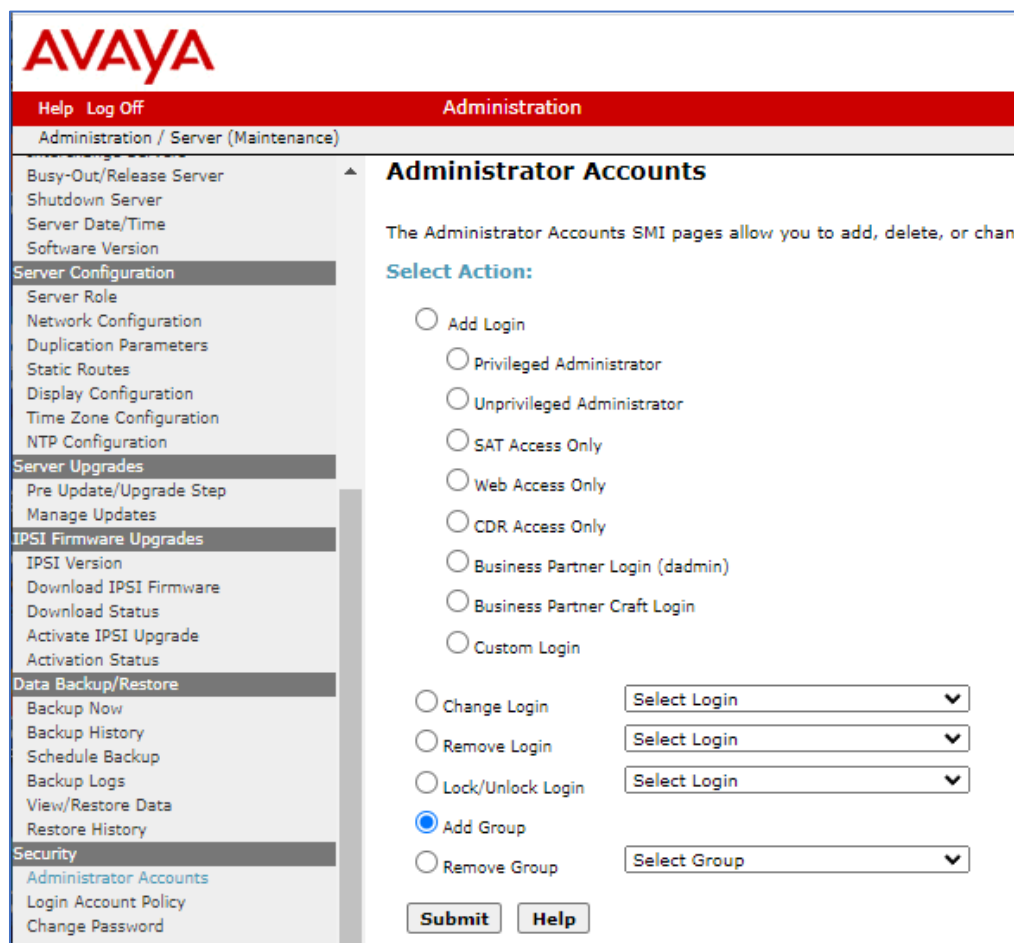 AVAYA
Help Log Off
Administration
Administration / Server (Maintenance)
Busy-Out/Release Server
Shutdown Server
Server Date/Time
Software Version
Server Configuration
Server Role
Network Configuration
Duplication Parameters
Static Routes
Display Configuration
Time Zone Configuration
NTP Configuration
Server Upgrades
Pre Update/Upgrade Step
Manage Updates
IPSI Firmware Upgrades
IPSI Version
Download IPSI Firmware
Download Status
Activate IPSI Upgrade
Activation Status
Data Backup/Restore
Backup Now
Backup History
Schedule Backup
Backup Logs
View/Restore Data
Restore History
Security
Administrator Accounts
Login Account Policy
Change Password
Administrator Accounts
The Administrator Accounts SMI pages allow you to add, delete, or chan
Select Action:
Add Login
Privileged Administrator
Unprivileged Administrator
SAT Access Only
Web Access Only
CDR Access Only
Business Partner Login (dadmin)
Business Partner Craft Login
Custom Login
Change Login Select Login
Remove Login Select Login
Lock/Unlock Login Select Login
Add Group
Remove Group Select Group
Submit Help